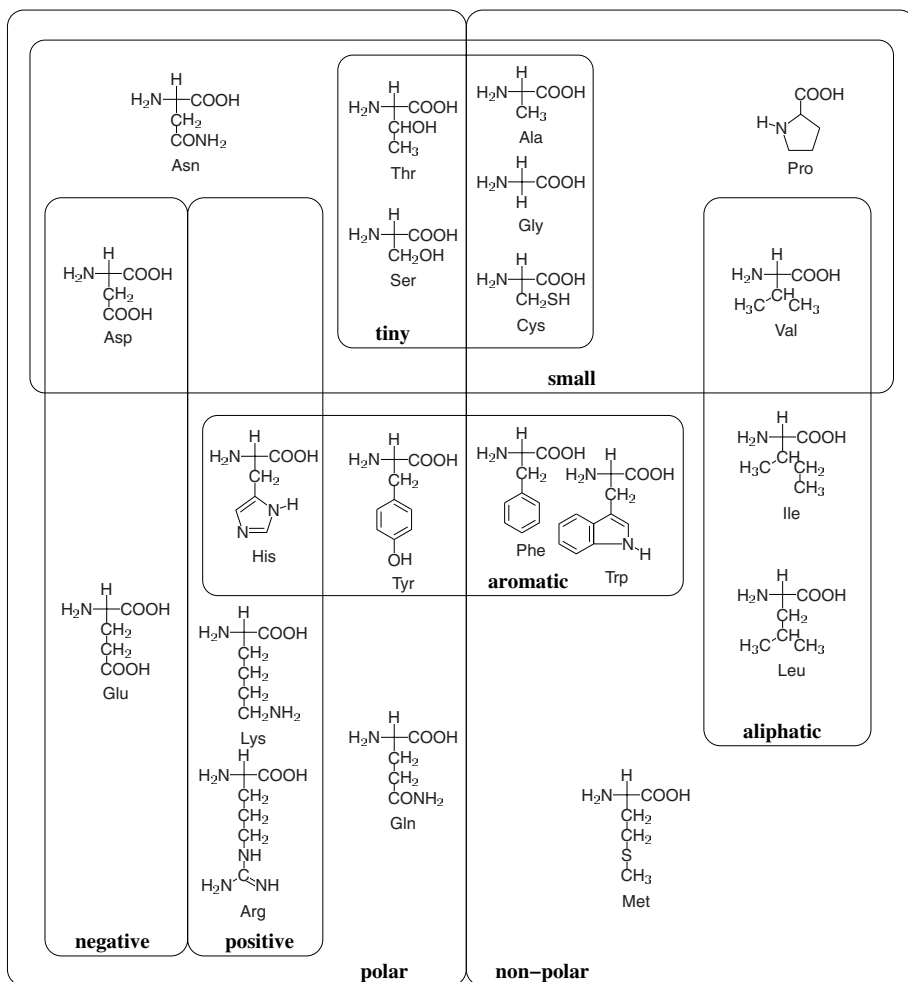 H
H₂N COOH
CH₂
CONH₂
Asn
H
H₂N COOH
CHOH
CH₃
Thr
H
H₂N COOH
CH₃
Ala
COOH
H N
Pro
H
H₂N COOH
H
Gly
H
H₂N COOH
CH₂OH
Ser
H
H₂N COOH
CH₂SH
Cys
tiny
H
H₂N COOH
CH₂
COOH
Asp
H
H₂N COOH
CH
H₃C CH₃
Val
small
H
H₂N COOH
CH₂
N H
N
His
H
H₂N COOH
CH₂
OH
Tyr
H
H₂N COOH
CH₂
Phe
H
H₂N COOH
CH₂
N H
Trp
aromatic
H
H₂N COOH
CH
H₃C CH₂
CH₃
Ile
H
H₂N COOH
CH₂
CH₂
COOH
Glu
H
H₂N COOH
CH₂
CH₂
CH₂
CH₂NH₂
Lys
H
H₂N COOH
CH₂
CH
H₃C CH₃
Leu
aliphatic
H
H₂N COOH
CH₂
CH₂
CH₂
NH
C
H₂N NH
Arg
H
H₂N COOH
CH₂
CH₂
CONH₂
Gln
H
H₂N COOH
CH₂
CH₂
S
CH₃
Met
negative
positive
polar
non-polar